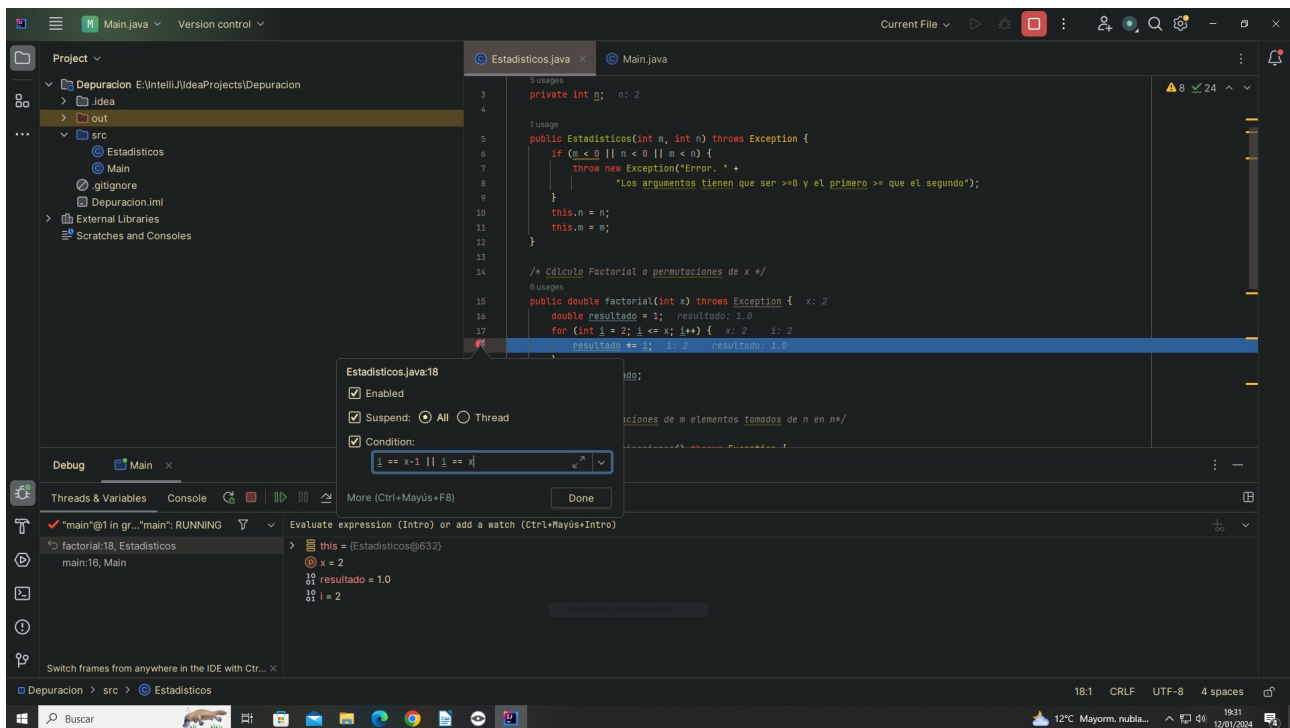 M Main.java Version control Current File
Project
Estadisticos.java Main.java
Depuracion E:\IntelliJ\IdeaProjects\Depuracion
.idea
out
src
Estadisticos
Main
.gitignore
Depuracion.iml
External Libraries
Scratches and Consoles
8 24
5 usages
3 private int n; n: 2
4
1 usage
5 public Estadisticos(int m, int n) throws Exception {
6 if (m < 0 || n < 0 || m < n) {
7 throw new Exception("Error. " +
8 "Los argumentos tienen que ser >=0 y el primero >= que el segundo");
9 }
10 this.n = n;
11 this.m = m;
12 }
13
14 /* Cálculo Factorial o permutaciones de x */
6 usages
15 public double factorial(int x) throws Exception { x: 2
16 double resultado = 1; resultado: 1.0
17 for (int i = 2; i <= x; i++) { x: 2 i: 2
resultado *= i; i: 2 resultado: 1.0
Estadisticos.java:18
Enabled
Suspend: All Thread
Condition:
i == x-1 || i == x
More (Ctrl+Mayús+F8) Done
de m elementos tomados de n en n*/
Debug Main
Threads & Variables Console
"main"@1 in gr..."main": RUNNING
Evaluate expression (Intro) or add a watch (Ctrl+Mayús+Intro)
factorial:18, Estadisticos
main:16, Main
this = {Estadisticos@632}
x = 2
resultado = 1.0
i = 2
Switch frames from anywhere in the IDE with Ctr...
Depuracion > src > Estadisticos
18:1 CRLF UTF-8 4 spaces
Buscar
12°C Mayorm. nubla...
19:31
12/01/2024